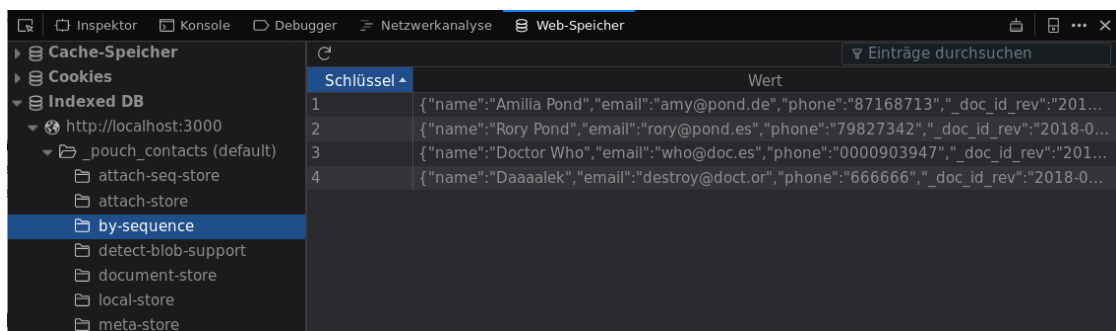 Inspektor Konsole Debugger Netzwerkanalyse Web-Speicher
Cache-Speicher
Cookies
Indexed DB
http://localhost:3000
_pouch_contacts (default)
attach-seq-store
attach-store
by-sequence
detect-blob-support
document-store
local-store
meta-store
Einträge durchsuchen
Schlüssel Wert
1 {"name":"Amilia Pond","email":"amy@pond.de","phone":"87168713","_doc_id_rev":"201...
2 {"name":"Rory Pond","email":"rory@pond.es","phone":"79827342","_doc_id_rev":"2018-0...
3 {"name":"Doctor Who","email":"who@doc.es","phone":"0000903947","_doc_id_rev":"201...
4 {"name":"Daaaalek","email":"destroy@doct.or","phone":"666666","_doc_id_rev":"2018-0...